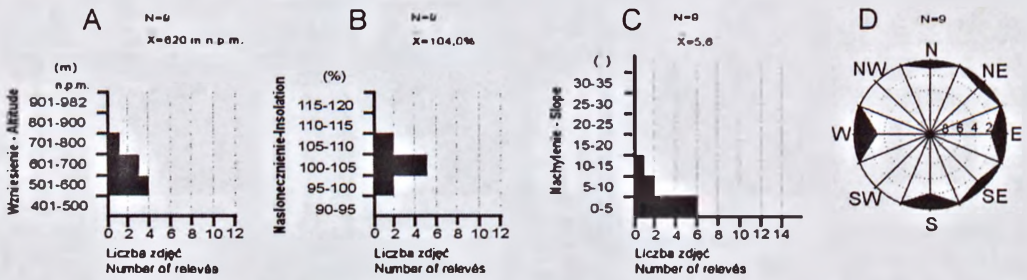 A
N=9
X=620 m n p.m.
Wzniesienie - Altitude
(m)
n.p.m.
901-982
801-900
701-800
601-700
501-600
401-500
0 2 4 6 8 10 12
Liczba zdjęć
Number of relevés
B
N=9
X=104,0%
Nasłonecznienie-Insolation
(%)
115-120
110-115
105-110
100-105
95-100
90-95
0 2 4 6 8 10 12
Liczba zdjęć
Number of relevés
C
N=9
X=5,6
Nachylenie - Slope
( )
30-35
25-30
20-25
15-20
10-15
5-10
0-5
0 2 4 6 8 10 12 14
Liczba zdjęć
Number of relevés
D
N=9
N
NW NE
W 8 6 4 2 E
SW SE
S